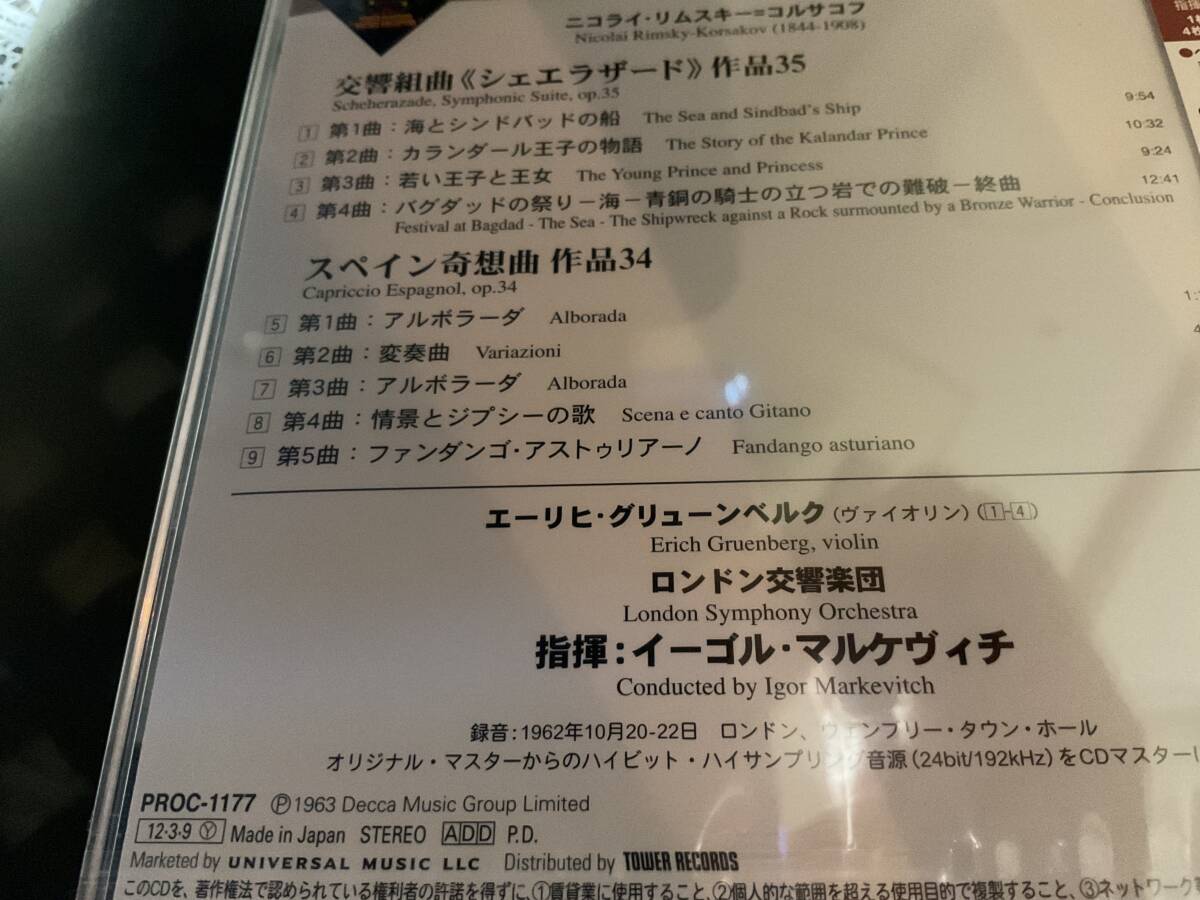 ニコライ・リムスキー=コルサコフ
Nicolai Rimsky-Korsakov (1844-1908)
交響組曲《シェエラザード》作品35
Scheherazade, Symphonic Suite, op.35
1 第1曲：海とシンドバッドの船 The Sea and Sindbad's Ship 9:54
2 第2曲：カランダール王子の物語 The Story of the Kalandar Prince 10:32
3 第3曲：若い王子と王女 The Young Prince and Princess 9:24
4 第4曲：バグダッドの祭り－海－青銅の騎士の立つ岩での難破－終曲 12:41
Festival at Bagdad - The Sea - The Shipwreck against a Rock surmounted by a Bronze Warrior - Conclusion
スペイン奇想曲 作品34
Capriccio Espagnol, op.34
5 第1曲：アルボラーダ Alborada
6 第2曲：変奏曲 Variazioni
7 第3曲：アルボラーダ Alborada
8 第4曲：情景とジプシーの歌 Scena e canto Gitano
9 第5曲：ファンダンゴ・アストゥリアーノ Fandango asturiano
エーリヒ・グリューンベルク（ヴァイオリン）（1-4）
Erich Gruenberg, violin
ロンドン交響楽団
London Symphony Orchestra
指揮：イーゴル・マルケヴィチ
Conducted by Igor Markevitch
録音：1962年10月20-22日 ロンドン、ウェンブリー・タウン・ホール
オリジナル・マスターからのハイビット・ハイサンプリング音源（24bit/192kHz）をCDマスター
PROC-1177 ℗1963 Decca Music Group Limited
12・3・9 Ⓨ Made in Japan STEREO ADD P.D.
Marketed by UNIVERSAL MUSIC LLC Distributed by TOWER RECORDS
このCDを、著作権法で認められている権利者の許諾を得ずに、①賃貸業に使用すること、②個人的な範囲を超える使用目的で複製すること、③ネットワーク